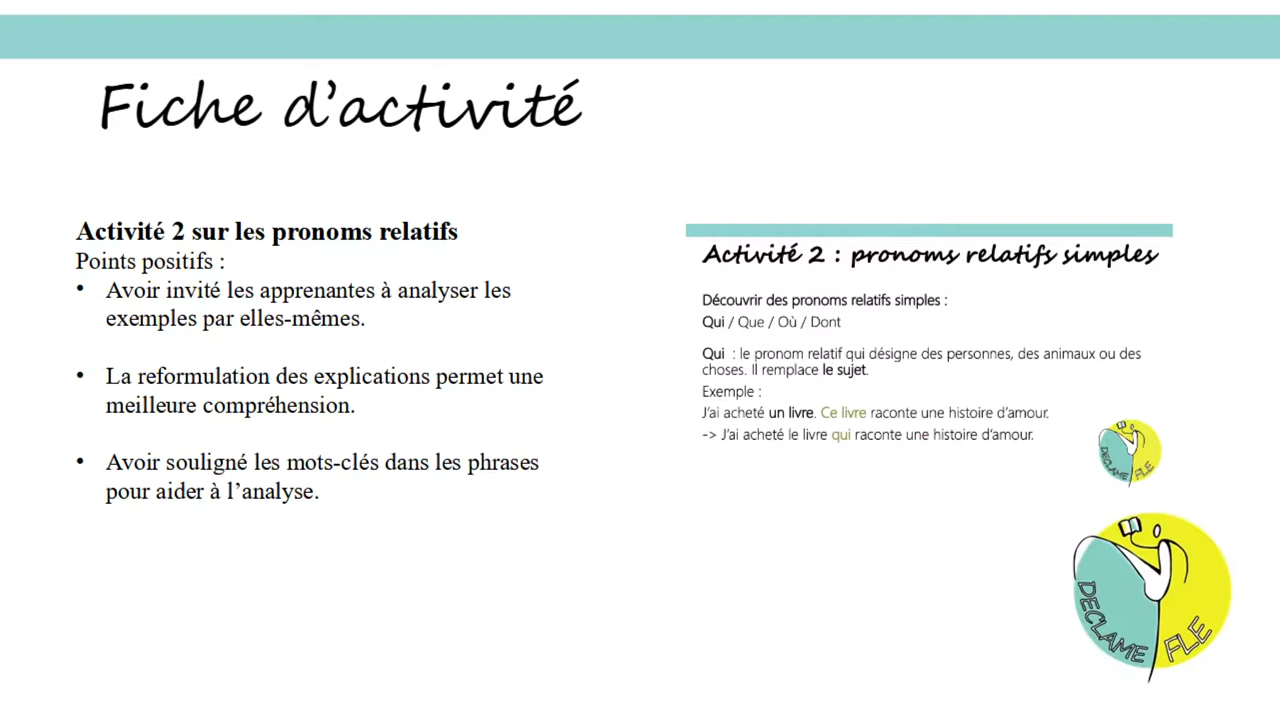 Fiche d'activité
Activité 2 sur les pronoms relatifs
Points positifs :
• Avoir invité les apprenantes à analyser les
exemples par elles-mêmes.
• La reformulation des explications permet une
meilleure compréhension.
• Avoir souligné les mots-clés dans les phrases
pour aider à l’analyse.
Activité 2 : pronoms relatifs simples
Découvrir des pronoms relatifs simples :
Qui / Que / Où / Dont
Qui : le pronom relatif qui désigne des personnes, des animaux ou des
choses. Il remplace le sujet.
Exemple :
J’ai acheté un livre. Ce livre raconte une histoire d’amour.
-> J’ai acheté le livre qui raconte une histoire d’amour.
DECLAME FLE
DECLAME FLE